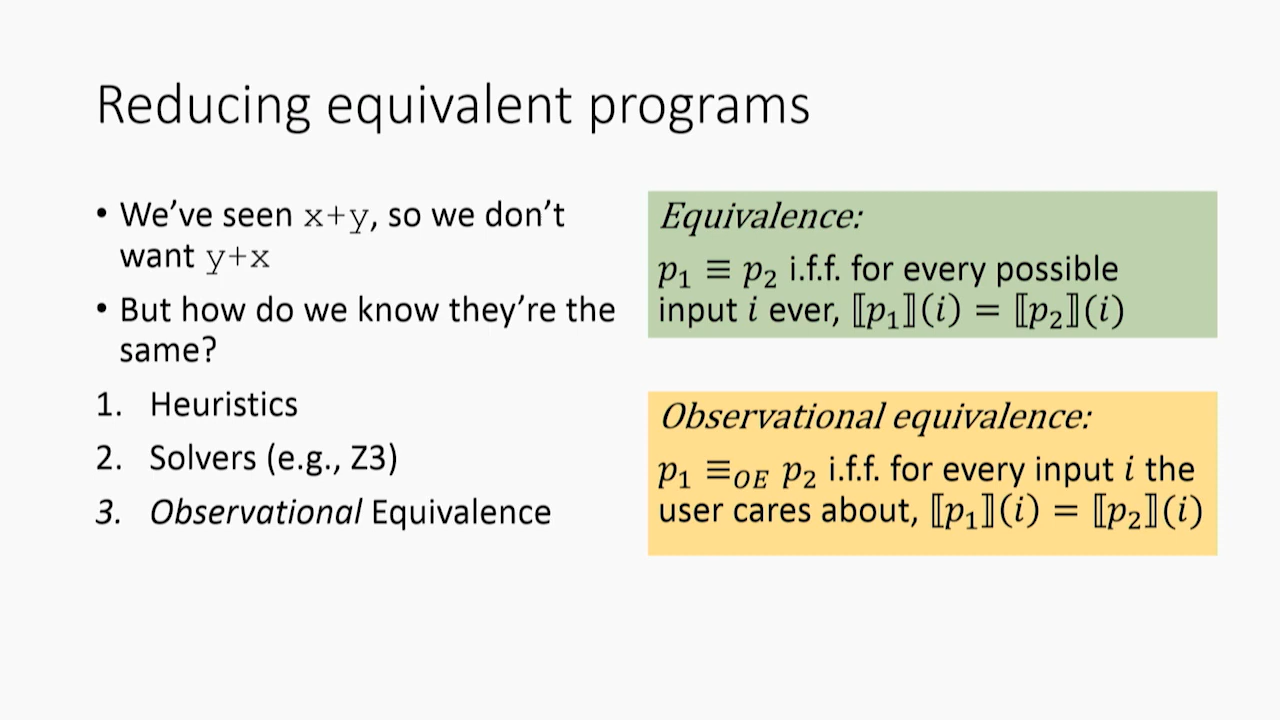 Reducing equivalent programs
• We've seen x+y, so we don't
want y+x
• But how do we know they're the
same?
1. Heuristics
2. Solvers (e.g., Z3)
3. Observational Equivalence
Equivalence:
p₁ ≡ p₂ i.f.f. for every possible
input i ever, ⟦p₁⟧(i) = ⟦p₂⟧(i)
Observational equivalence:
p₁ ≡_OE p₂ i.f.f. for every input i the
user cares about, ⟦p₁⟧(i) = ⟦p₂⟧(i)